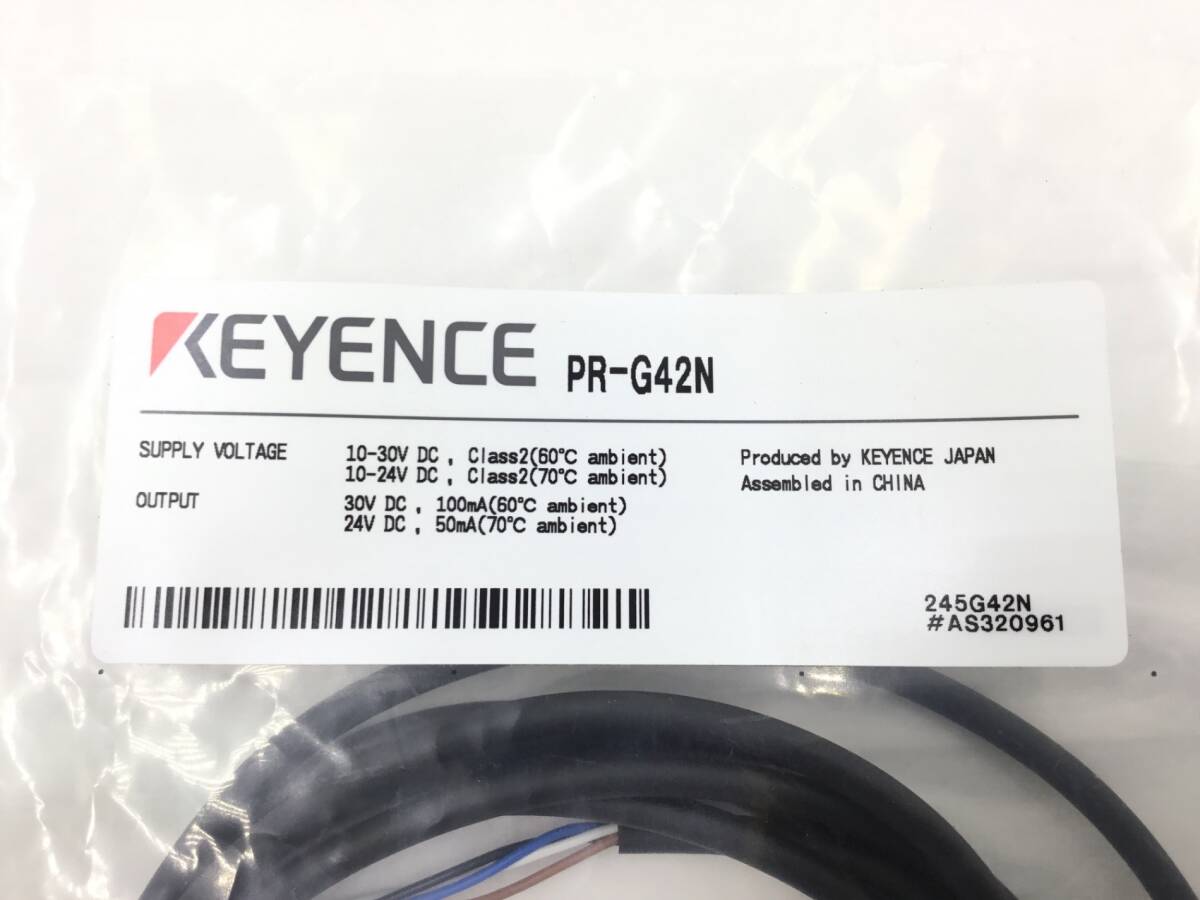 KEYENCE PR-G42N
SUPPLY VOLTAGE 10-30V DC , Class2(60°C ambient)
10-24V DC , Class2(70°C ambient)
OUTPUT 30V DC , 100mA(60°C ambient)
24V DC , 50mA(70°C ambient)
Produced by KEYENCE JAPAN
Assembled in CHINA
245G42N
#AS320961